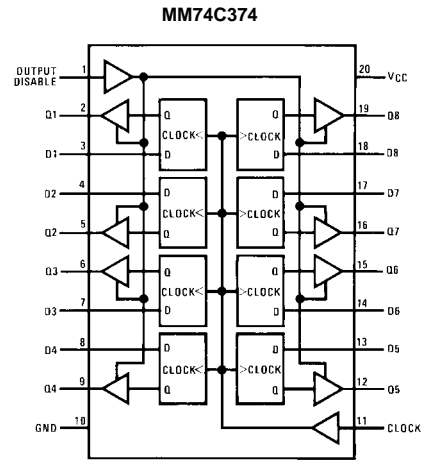 MM74C374
OUTPUT DISABLE 1 20 VCC
Q1 2 Q Q 19 Q8
CLOCK< >CLOCK
D1 3 D D 18 D8
D2 4 D D 17 D7
CLOCK< >CLOCK
Q2 5 Q Q 16 Q7
Q3 6 Q Q 15 Q6
CLOCK< >CLOCK
D3 7 D D 14 D6
D4 8 D D 13 D5
CLOCK< >CLOCK
Q4 9 Q Q 12 Q5
GND 10 11 CLOCK